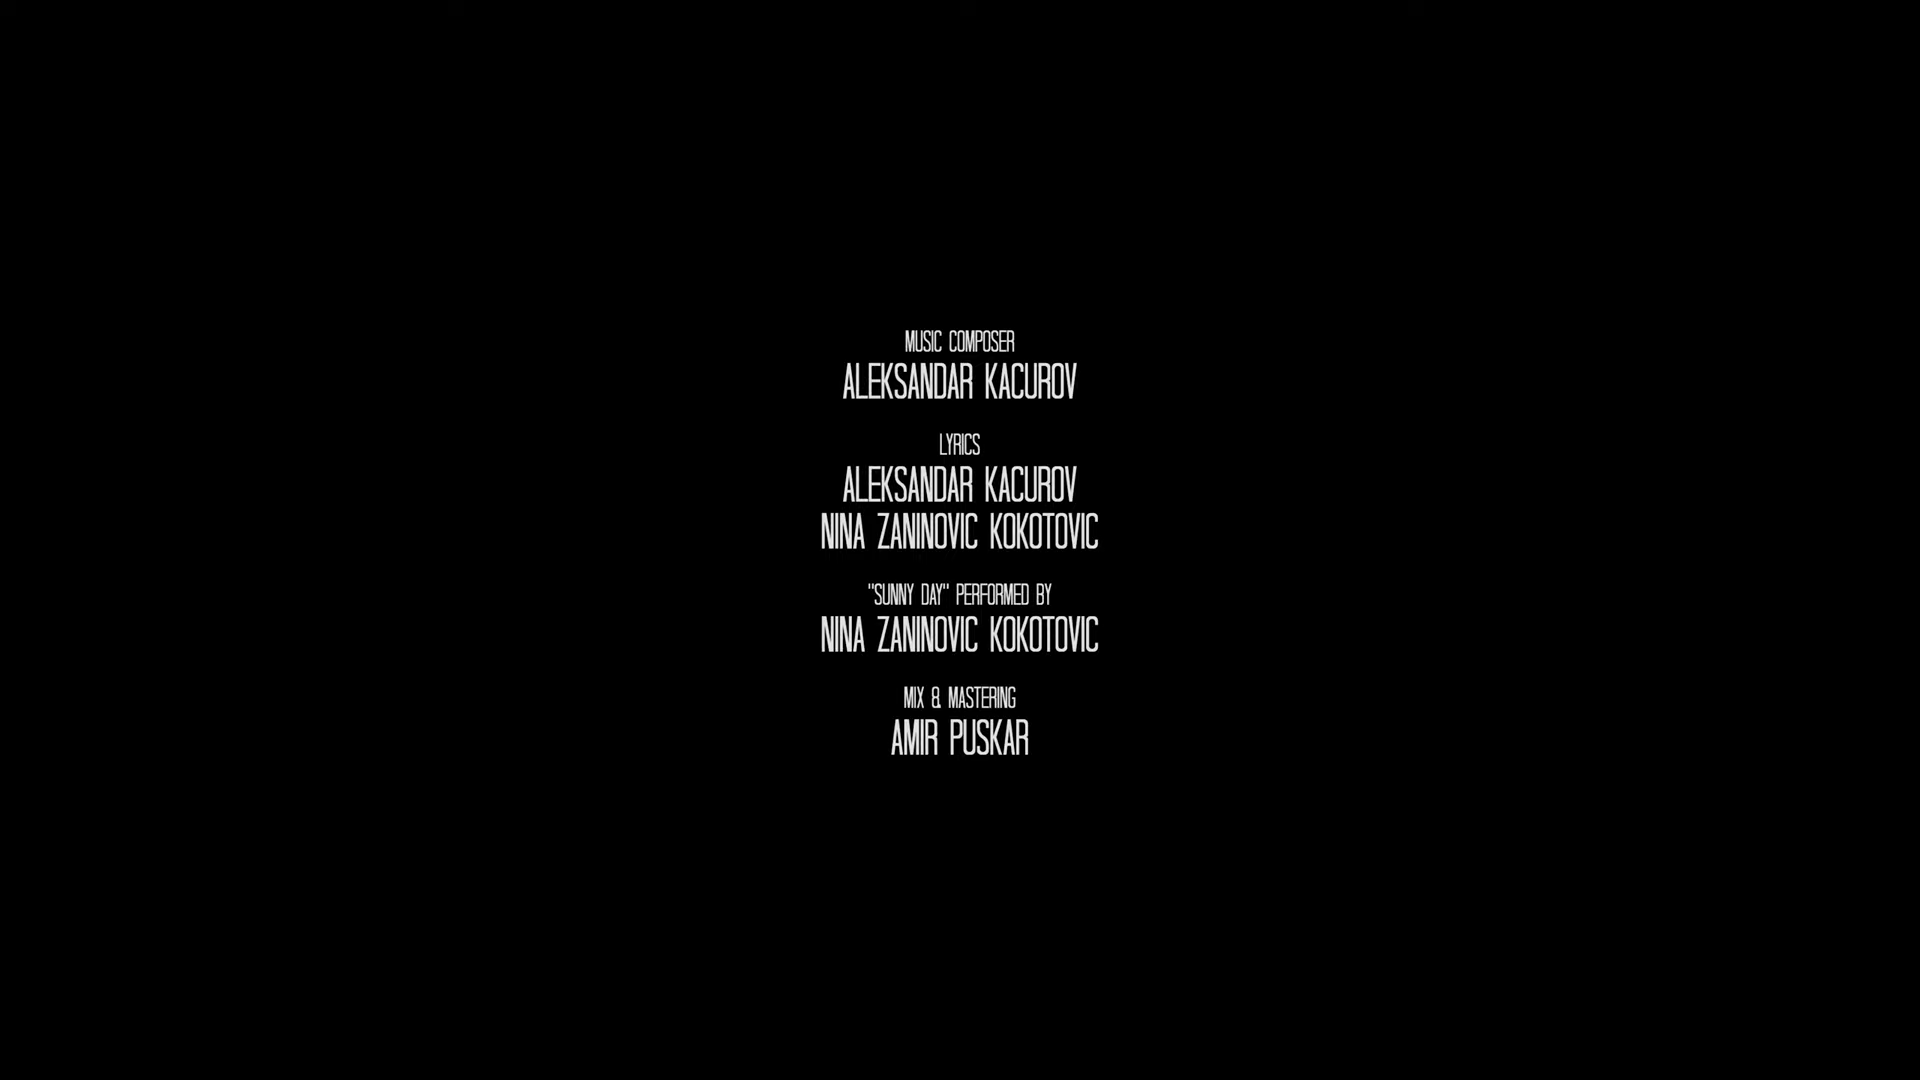 MUSIC COMPOSER
ALEKSANDAR KACUROV
LYRICS
ALEKSANDAR KACUROV
NINA ZANINOVIC KOKOTOVIC
"SUNNY DAY" PERFORMED BY
NINA ZANINOVIC KOKOTOVIC
MIX & MASTERING
AMIR PUSKAR